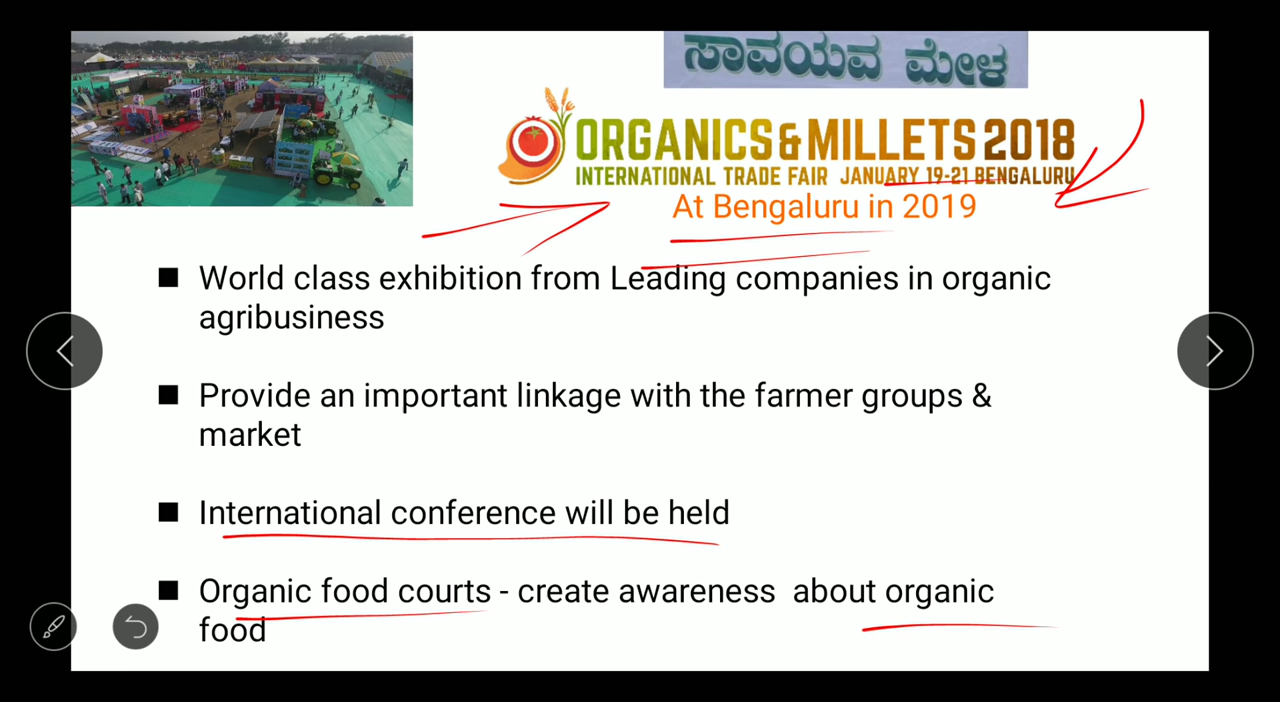 ಸಾವಯವ ಮೇಳ
ORGANICS & MILLETS 2018
INTERNATIONAL TRADE FAIR JANUARY 19-21 BENGALURU
At Bengaluru in 2019
■ World class exhibition from Leading companies in organic
agribusiness
■ Provide an important linkage with the farmer groups &
market
■ International conference will be held
■ Organic food courts - create awareness about organic
food